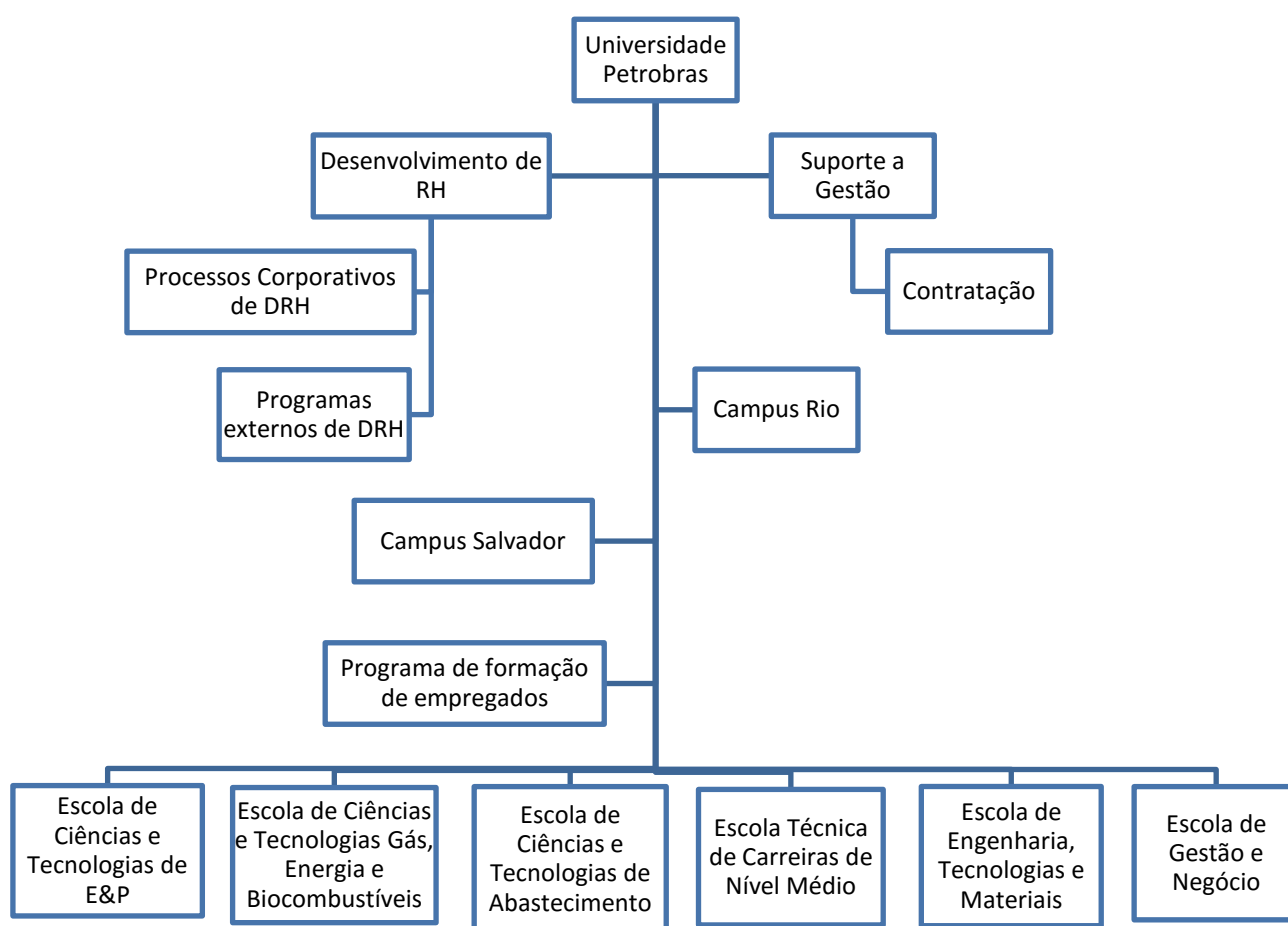 Universidade
Petrobras
Desenvolvimento de
RH
Suporte a
Gestão
Processos Corporativos
de DRH
Contratação
Programas
externos de DRH
Campus Rio
Campus Salvador
Programa de formação
de empregados
Escola de
Ciências e
Tecnologias de
E&P
Escola de Ciências
e Tecnologias Gás,
Energia e
Biocombustíveis
Escola de
Ciências e
Tecnologias de
Abastecimento
Escola Técnica
de Carreiras de
Nível Médio
Escola de
Engenharia,
Tecnologias e
Materiais
Escola de
Gestão e
Negócio